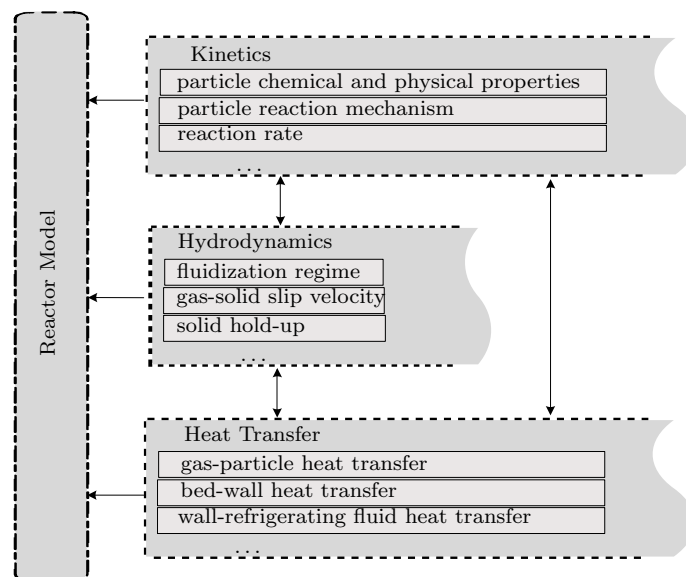 Reactor Model
Kinetics
particle chemical and physical properties
particle reaction mechanism
reaction rate
...
Hydrodynamics
fluidization regime
gas-solid slip velocity
solid hold-up
...
Heat Transfer
gas-particle heat transfer
bed-wall heat transfer
wall-refrigerating fluid heat transfer
...